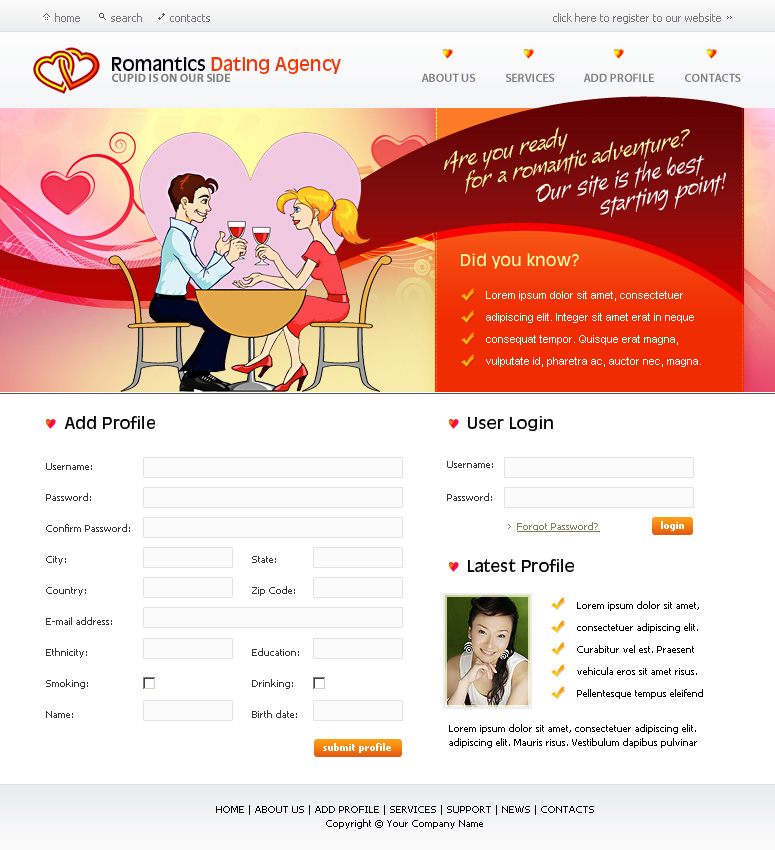 home search contacts
click here to register to our website
Romantics Dating Agency
CUPID IS ON OUR SIDE
ABOUT US SERVICES ADD PROFILE CONTACTS
Are you ready
for a romantic adventure?
Our site is the best
starting point!
Did you know?
Lorem ipsum dolor sit amet, consectetuer
adipiscing elit. Integer sit amet erat in neque
consequat tempor. Quisque erat magna,
vulputate id, pharetra ac, auctor nec, magna.
Add Profile
Username:
Password:
Confirm Password:
City: State:
Country: Zip Code:
E-mail address:
Ethnicity: Education:
Smoking: Drinking:
Name: Birth date:
submit profile
User Login
Username:
Password:
Forgot Password?
login
Latest Profile
Lorem ipsum dolor sit amet,
consectetuer adipiscing elit.
Curabitur vel est. Praesent
vehicula eros sit amet risus.
Pellentesque tempus eleifend
Lorem ipsum dolor sit amet, consectetuer adipiscing elit.
adipiscing elit. Mauris risus. Vestibulum dapibus pulvinar
HOME | ABOUT US | ADD PROFILE | SERVICES | SUPPORT | NEWS | CONTACTS
Copyright © Your Company Name